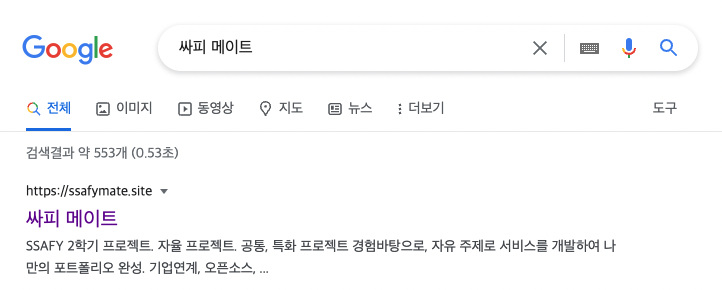 Google
싸피 메이트
전체 이미지 동영상 지도 뉴스 더보기 도구
검색결과 약 553개 (0.53초)
https://ssafymate.site
싸피 메이트
SSAFY 2학기 프로젝트. 자율 프로젝트. 공통, 특화 프로젝트 경험바탕으로, 자유 주제로 서비스를 개발하여 나
만의 포트폴리오 완성. 기업연계, 오픈소스, ...